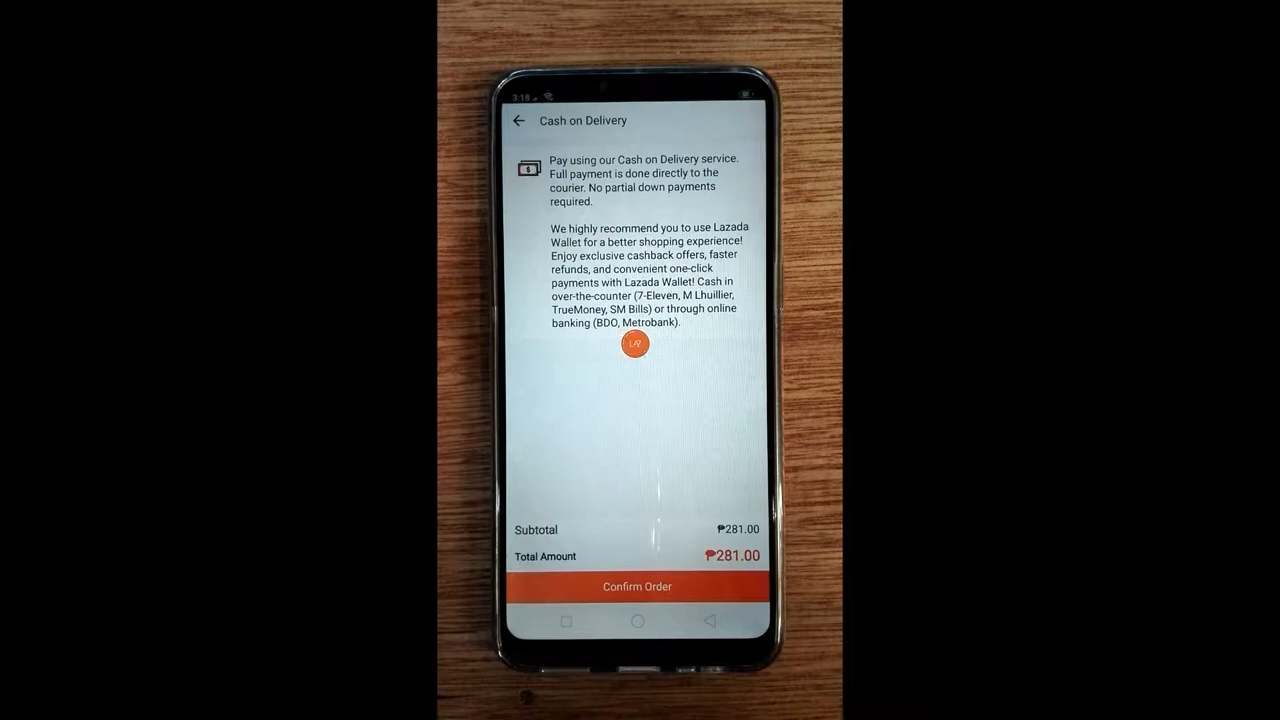 3:18
Cash on Delivery
Pay using our Cash on Delivery service.
Full payment is done directly to the
courier. No partial down payments
required.
We highly recommend you to use Lazada
Wallet for a better shopping experience!
Enjoy exclusive cashback offers, faster
refunds, and convenient one-click
payments with Lazada Wallet! Cash in
over-the-counter (7-Eleven, M Lhuillier,
TrueMoney, SM Bills) or through online
banking (BDO, Metrobank).
LAZ
Subtotal ₱281.00
Total Amount ₱281.00
Confirm Order